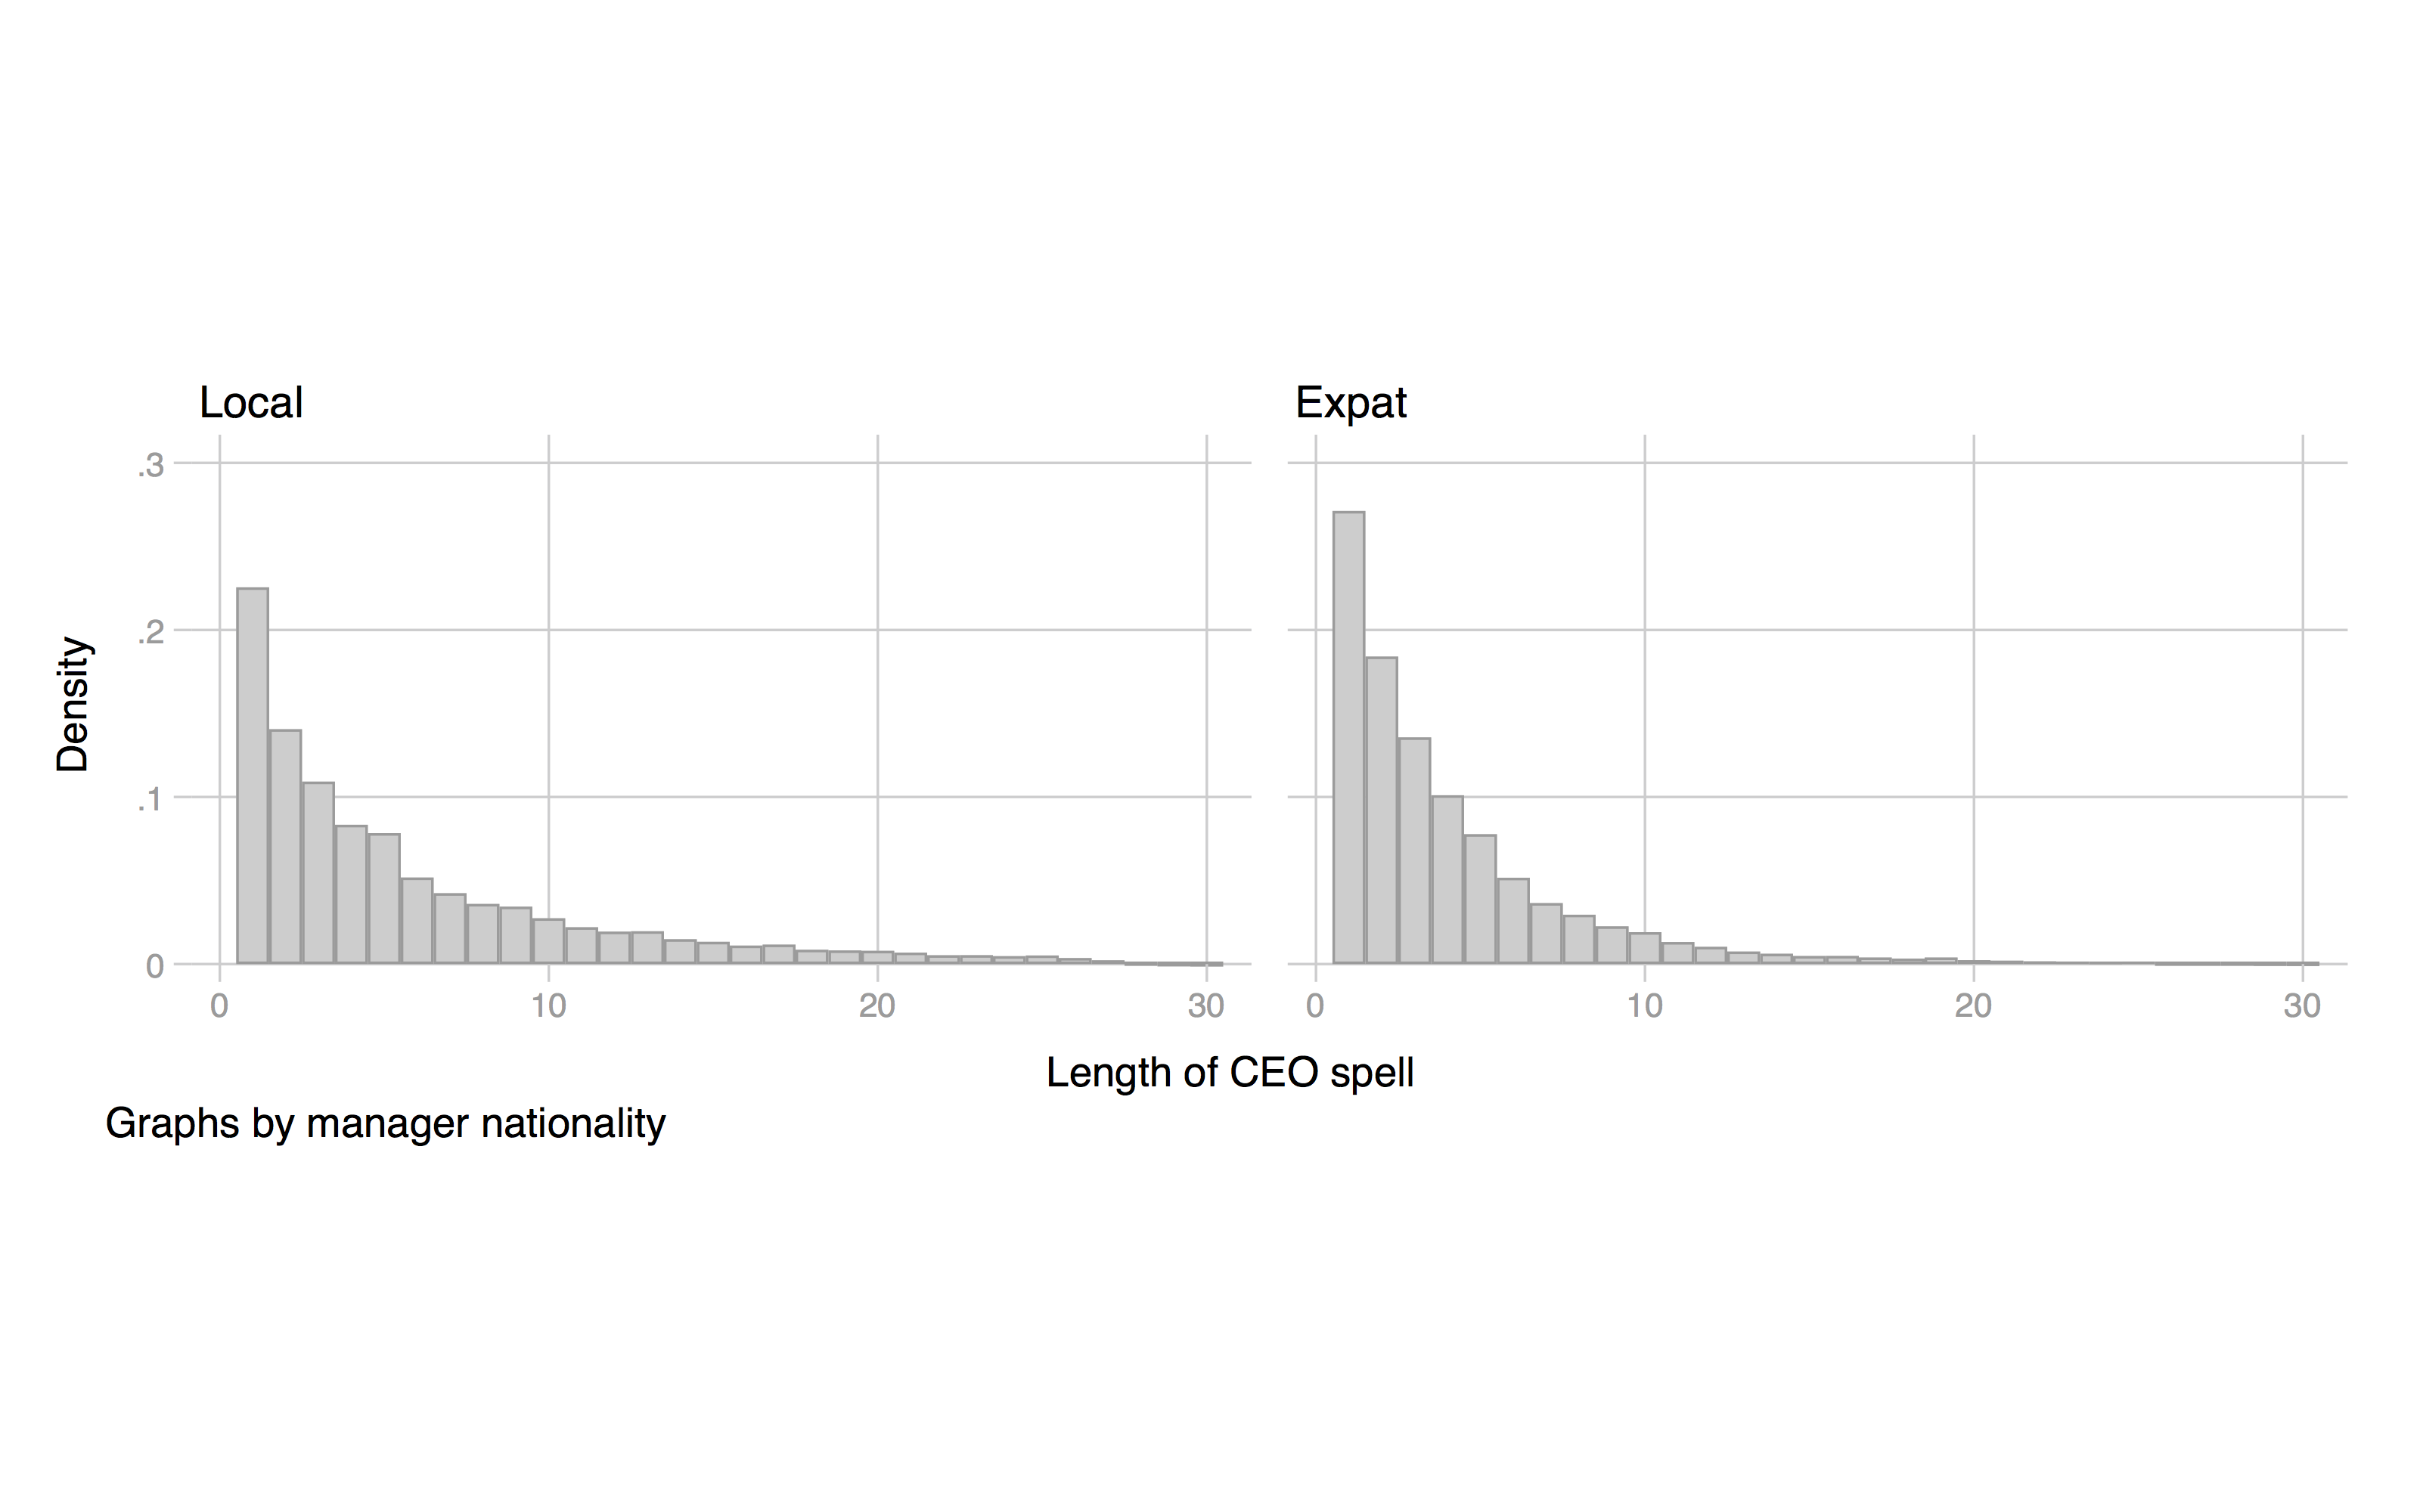 Local
Expat
.3
.2
.1
0
Density
0 10 20 30
0 10 20 30
Length of CEO spell
Graphs by manager nationality